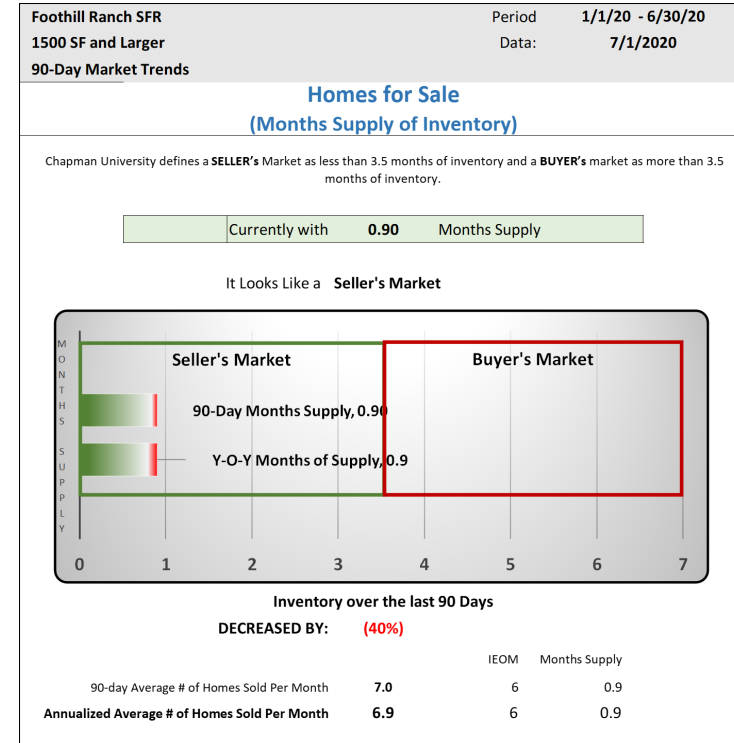 Foothill Ranch SFR Period 1/1/20 - 6/30/20
1500 SF and Larger Data: 7/1/2020
90-Day Market Trends
Homes for Sale
(Months Supply of Inventory)
Chapman University defines a SELLER's Market as less than 3.5 months of inventory and a BUYER's market as more than 3.5
months of inventory.
Currently with 0.90 Months Supply
It Looks Like a Seller's Market
MONTHS SUPPLY
Seller's Market Buyer's Market
90-Day Months Supply, 0.90
Y-O-Y Months of Supply, 0.9
0 1 2 3 4 5 6 7
Inventory over the last 90 Days
DECREASED BY: (40%)
IEOM Months Supply
90-day Average # of Homes Sold Per Month 7.0 6 0.9
Annualized Average # of Homes Sold Per Month 6.9 6 0.9